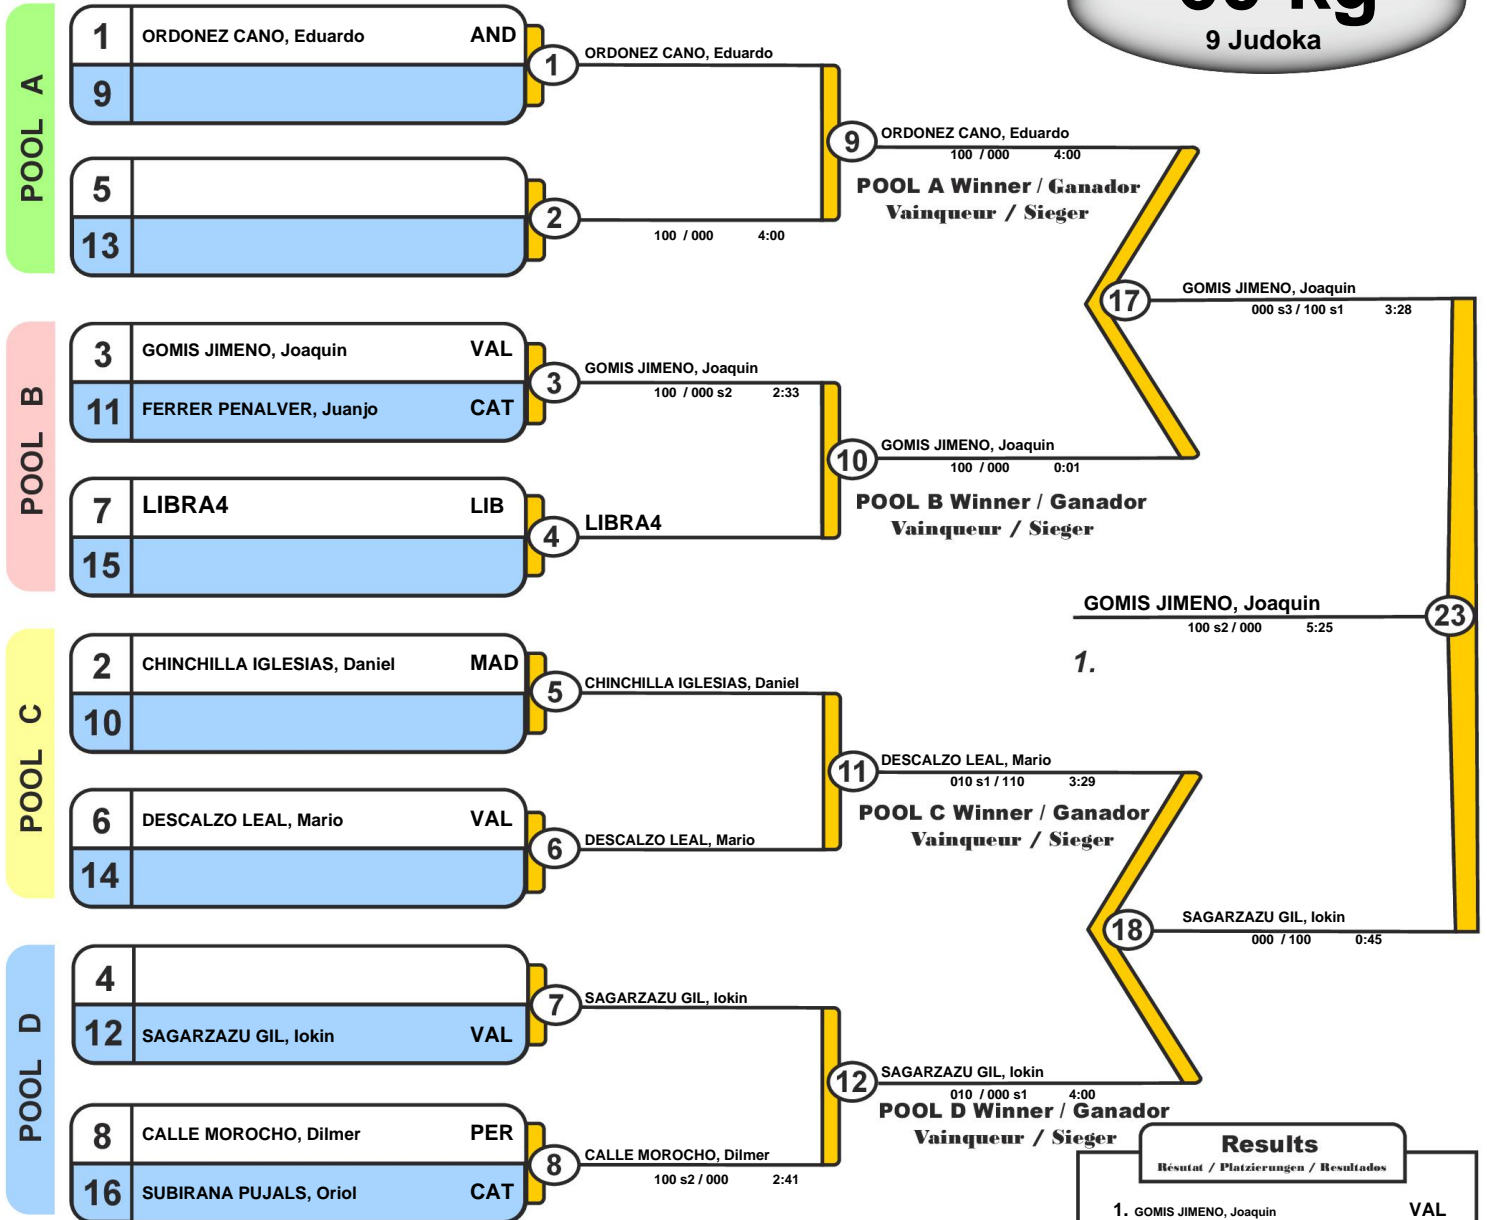 kg
9 Judoka
POOL A
1 ORDONEZ CANO, Eduardo AND
9
1
ORDONEZ CANO, Eduardo
5
13
2
100 / 000 4:00
9
ORDONEZ CANO, Eduardo
100 / 000 4:00
POOL A Winner / Ganador
Vainqueur / Sieger
POOL B
3 GOMIS JIMENO, Joaquin VAL
11 FERRER PENALVER, Juanjo CAT
3
GOMIS JIMENO, Joaquin
100 / 000 s2 2:33
7 LIBRA4 LIB
15
4
LIBRA4
10
GOMIS JIMENO, Joaquin
100 / 000 0:01
POOL B Winner / Ganador
Vainqueur / Sieger
17
GOMIS JIMENO, Joaquin
000 s3 / 100 s1 3:28
GOMIS JIMENO, Joaquin
100 s2 / 000 5:25
23
1.
POOL C
2 CHINCHILLA IGLESIAS, Daniel MAD
10
5
CHINCHILLA IGLESIAS, Daniel
6 DESCALZO LEAL, Mario VAL
14
6
DESCALZO LEAL, Mario
11
DESCALZO LEAL, Mario
010 s1 / 110 3:29
POOL C Winner / Ganador
Vainqueur / Sieger
18
SAGARZAZU GIL, Iokin
000 / 100 0:45
POOL D
4
12 SAGARZAZU GIL, Iokin VAL
7
SAGARZAZU GIL, Iokin
8 CALLE MOROCHO, Dilmer PER
16 SUBIRANA PUJALS, Oriol CAT
8
CALLE MOROCHO, Dilmer
100 s2 / 000 2:41
12
SAGARZAZU GIL, Iokin
010 / 000 s1 4:00
POOL D Winner / Ganador
Vainqueur / Sieger
Results
Résutat / Platzierungen / Resultados
1. GOMIS JIMENO, Joaquin VAL